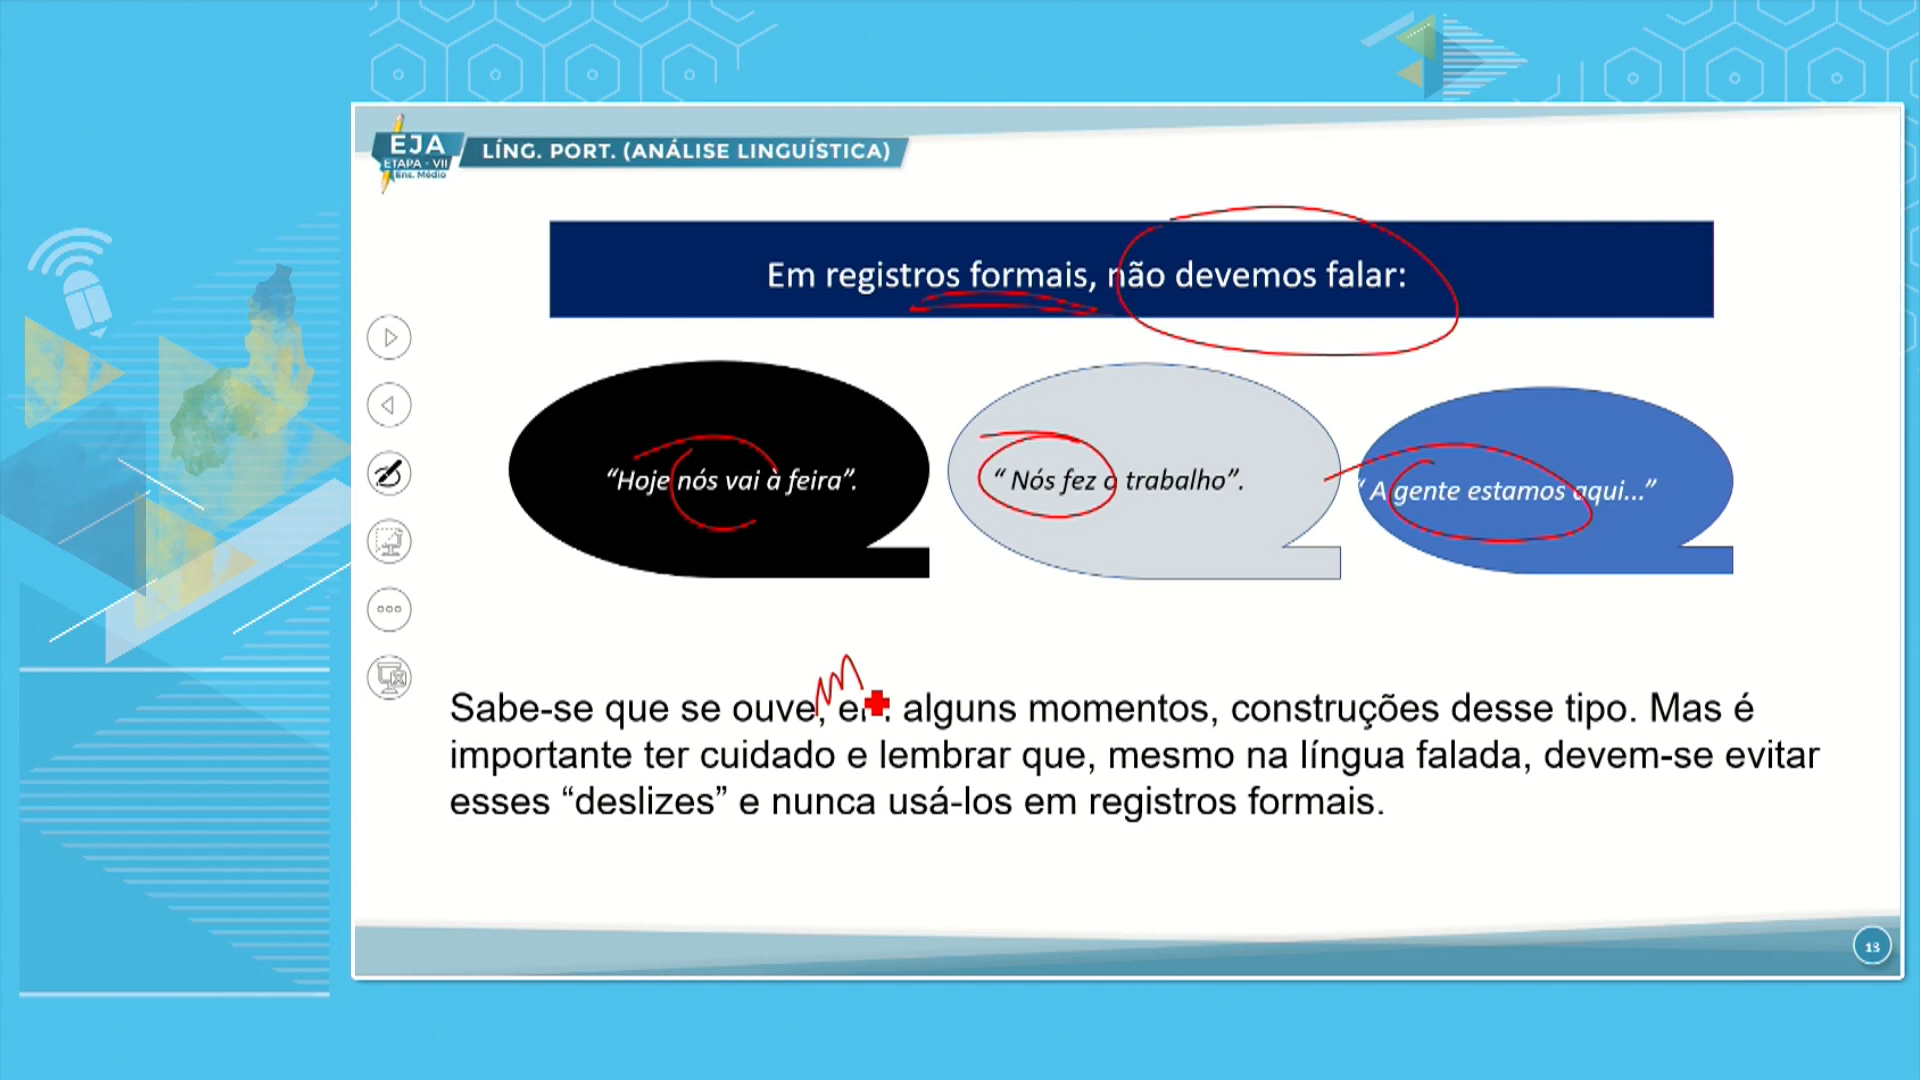 EJA
ETAPA - VII
Ens. Médio
LÍNG. PORT. (ANÁLISE LINGUÍSTICA)
Em registros formais, não devemos falar:
“Hoje nós vai à feira”.
“ Nós fez o trabalho”.
“ A gente estamos aqui...”
Sabe-se que se ouve, em alguns momentos, construções desse tipo. Mas é
importante ter cuidado e lembrar que, mesmo na língua falada, devem-se evitar
esses “deslizes” e nunca usá-los em registros formais.
13